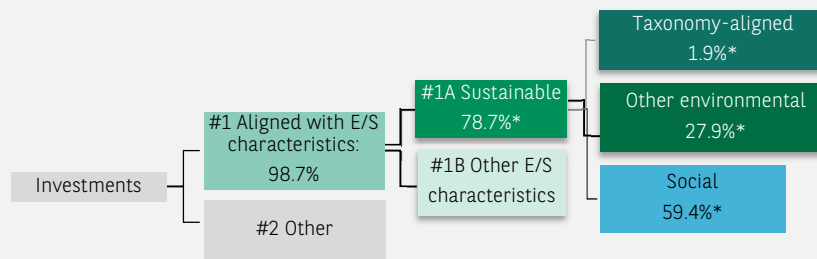 Investments
#1 Aligned with E/S
characteristics:
98.7%
#2 Other
#1A Sustainable
78.7%*
#1B Other E/S
characteristics
Taxonomy-aligned
1.9%*
Other environmental
27.9%*
Social
59.4%*